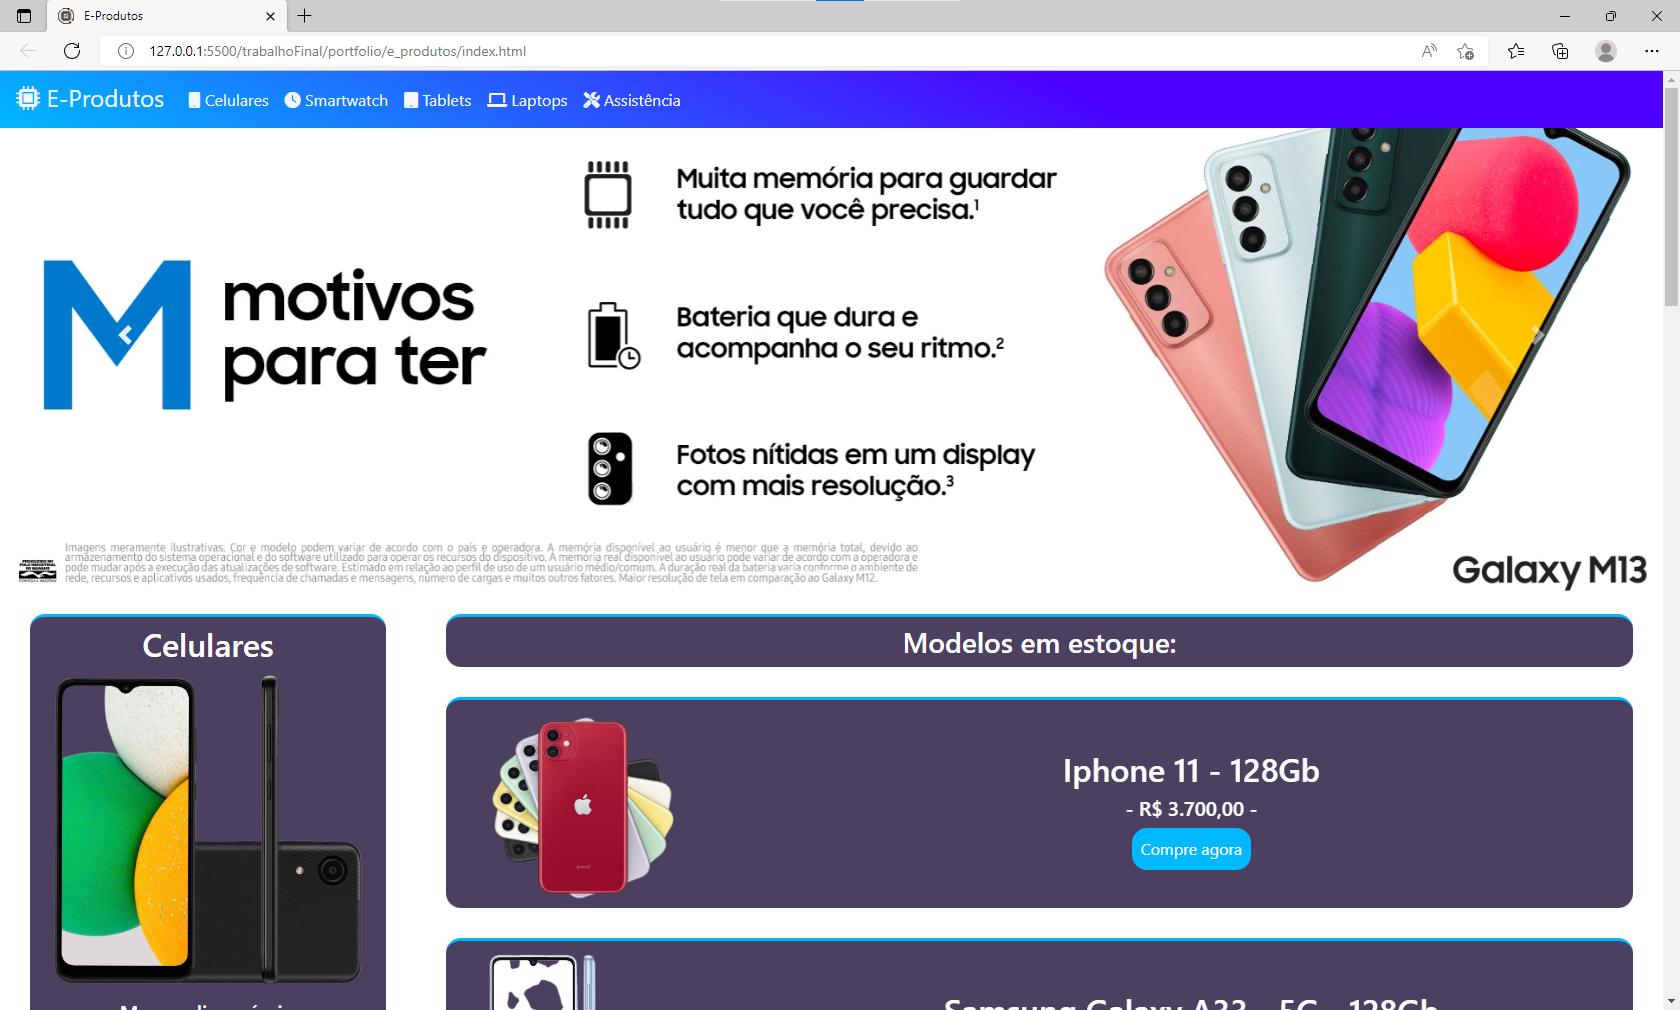 E-Produtos
127.0.0.1:5500/trabalhoFinal/portfolio/e_produtos/index.html
E-Produtos Celulares Smartwatch Tablets Laptops Assistência
M motivos
para ter
Muita memória para guardar
tudo que você precisa.¹
Bateria que dura e
acompanha o seu ritmo.²
Fotos nítidas em um display
com mais resolução.³
Galaxy M13
Imagens meramente ilustrativas. Cor e modelo podem variar de acordo com o país e operadora. A memória disponível ao usuário é menor que a memória total, devido ao
armazenamento do sistema operacional e do software utilizado para operar os recursos do dispositivo. A memória real disponível ao usuário pode variar de acordo com a operadora e
pode mudar após a execução das atualizações de software. Estimado em relação ao perfil de uso de um usuário médio/comum. A duração real da bateria varia conforme o ambiente de
rede, recursos e aplicativos usados, frequência de chamadas e mensagens, número de cargas e muitos outros fatores. Maior resolução de tela em comparação ao Galaxy M12.
Celulares
Modelos em estoque:
Iphone 11 - 128Gb
- R$ 3.700,00 -
Compre agora
Samsung Galaxy A33 - 5G - 128Gb